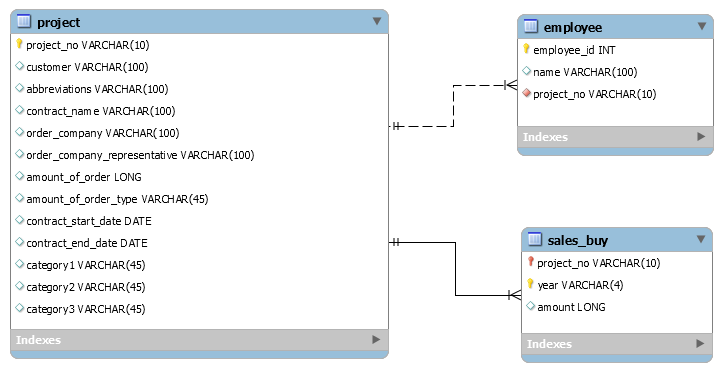 project
project_no VARCHAR(10)
customer VARCHAR(100)
abbreviations VARCHAR(100)
contract_name VARCHAR(100)
order_company VARCHAR(100)
order_company_representative VARCHAR(100)
amount_of_order LONG
amount_of_order_type VARCHAR(45)
contract_start_date DATE
contract_end_date DATE
category1 VARCHAR(45)
category2 VARCHAR(45)
category3 VARCHAR(45)
Indexes
employee
employee_id INT
name VARCHAR(100)
project_no VARCHAR(10)
Indexes
sales_buy
project_no VARCHAR(10)
year VARCHAR(4)
amount LONG
Indexes